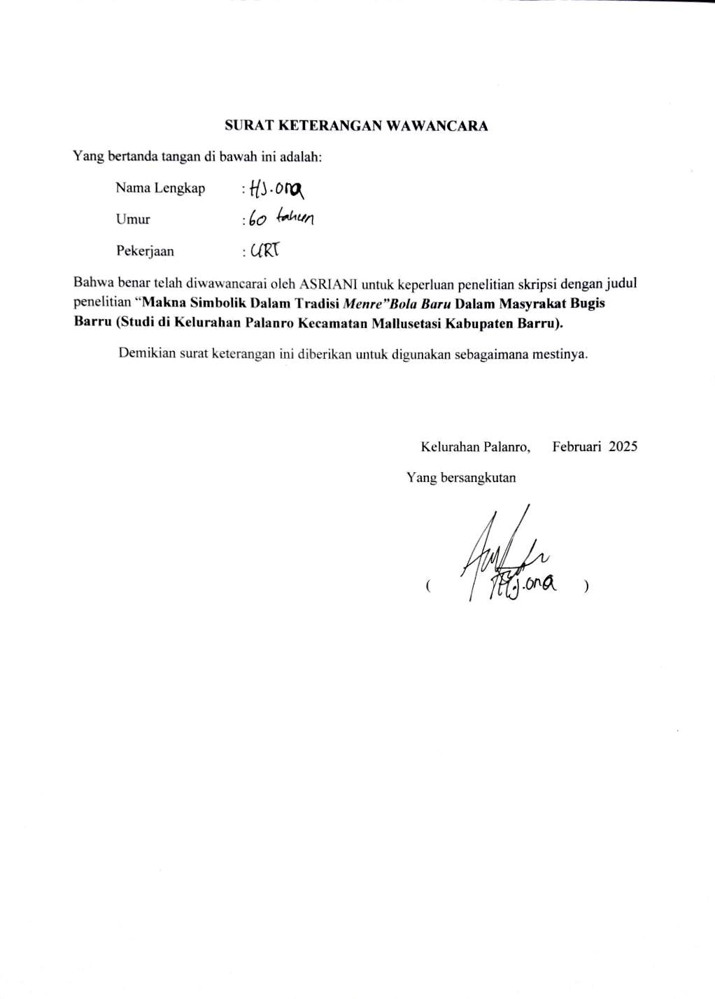 SURAT KETERANGAN WAWANCARA
Yang bertanda tangan di bawah ini adalah:
Nama Lengkap : HJ.ona
Umur : 60 tahun
Pekerjaan : URT
Bahwa benar telah diwawancarai oleh ASRIANI untuk keperluan penelitian skripsi dengan judul
penelitian “Makna Simbolik Dalam Tradisi Menre”Bola Baru Dalam Masyrakat Bugis
Barru (Studi di Kelurahan Palanro Kecamatan Mallusetasi Kabupaten Barru).
Demikian surat keterangan ini diberikan untuk digunakan sebagaimana mestinya.
Kelurahan Palanro, Februari 2025
Yang bersangkutan
( Hj.ona )